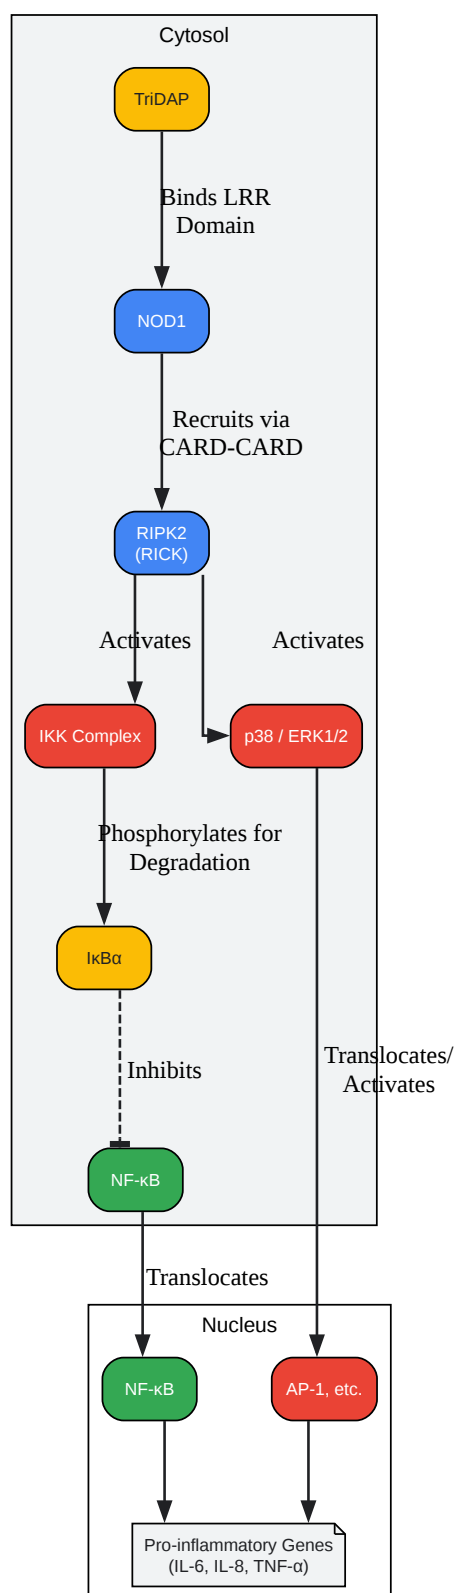 Cytosol
TriDAP
Binds LRR
Domain
NOD1
Recruits via
CARD-CARD
RIPK2
(RICK)
Activates
Activates
IKK Complex
p38 / ERK1/2
Phosphorylates for
Degradation
IκBα
Inhibits
Translocates/
Activates
NF-κB
Translocates
Nucleus
NF-κB
AP-1, etc.
Pro-inflammatory Genes
(IL-6, IL-8, TNF-α)